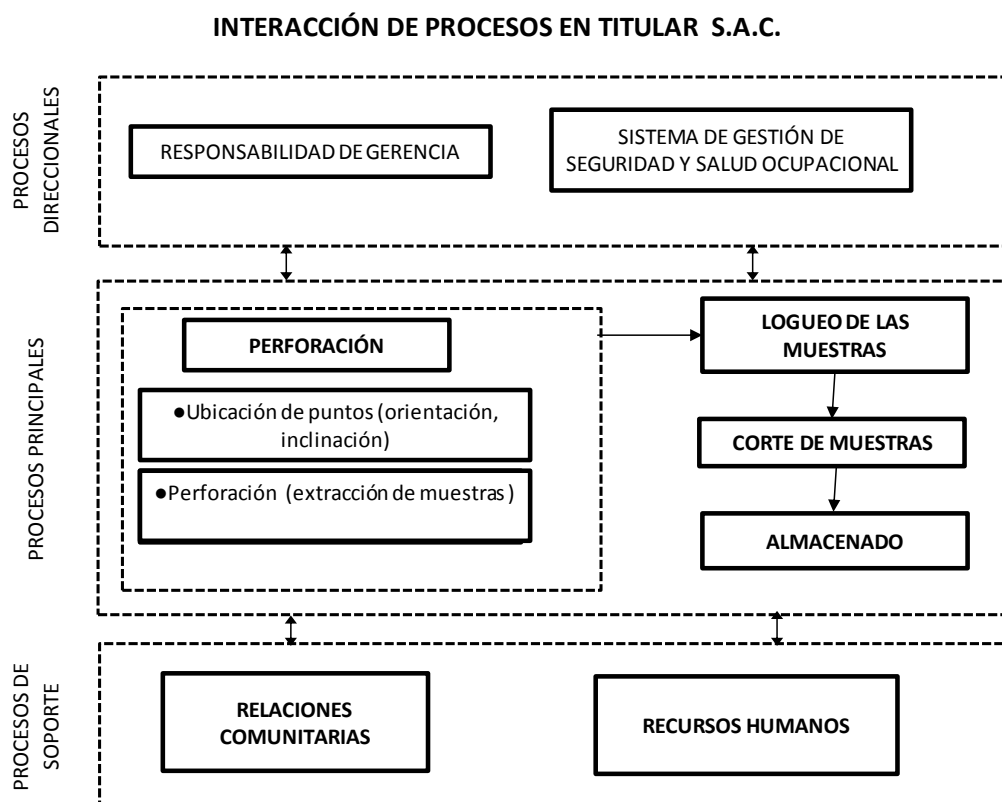 INTERACCIÓN DE PROCESOS EN TITULAR S.A.C.
PROCESOS
DIRECCIONALES
RESPONSABILIDAD DE GERENCIA
SISTEMA DE GESTIÓN DE
SEGURIDAD Y SALUD OCUPACIONAL
PROCESOS PRINCIPALES
PERFORACIÓN
●Ubicación de puntos (orientación,
inclinación)
●Perforación (extracción de muestras)
LOGUEO DE LAS
MUESTRAS
CORTE DE MUESTRAS
ALMACENADO
PROCESOS DE
SOPORTE
RELACIONES
COMUNITARIAS
RECURSOS HUMANOS